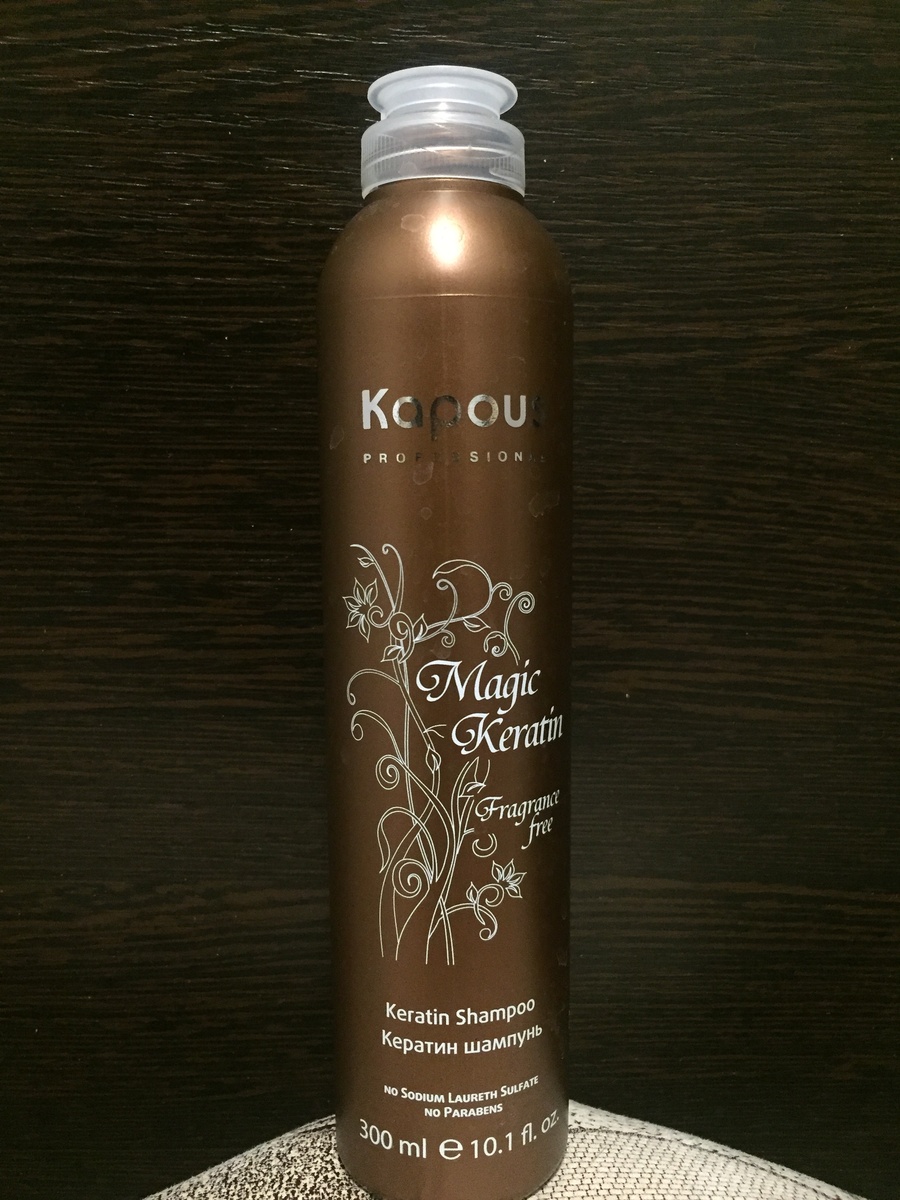 Kapous
PROFESSIONAL
Magic
Keratin
Fragrance
free
Keratin Shampoo
Кератин шампунь
NO SODIUM LAURETH SULFATE
NO PARABENS
300 ml ℮ 10.1 fl. oz.